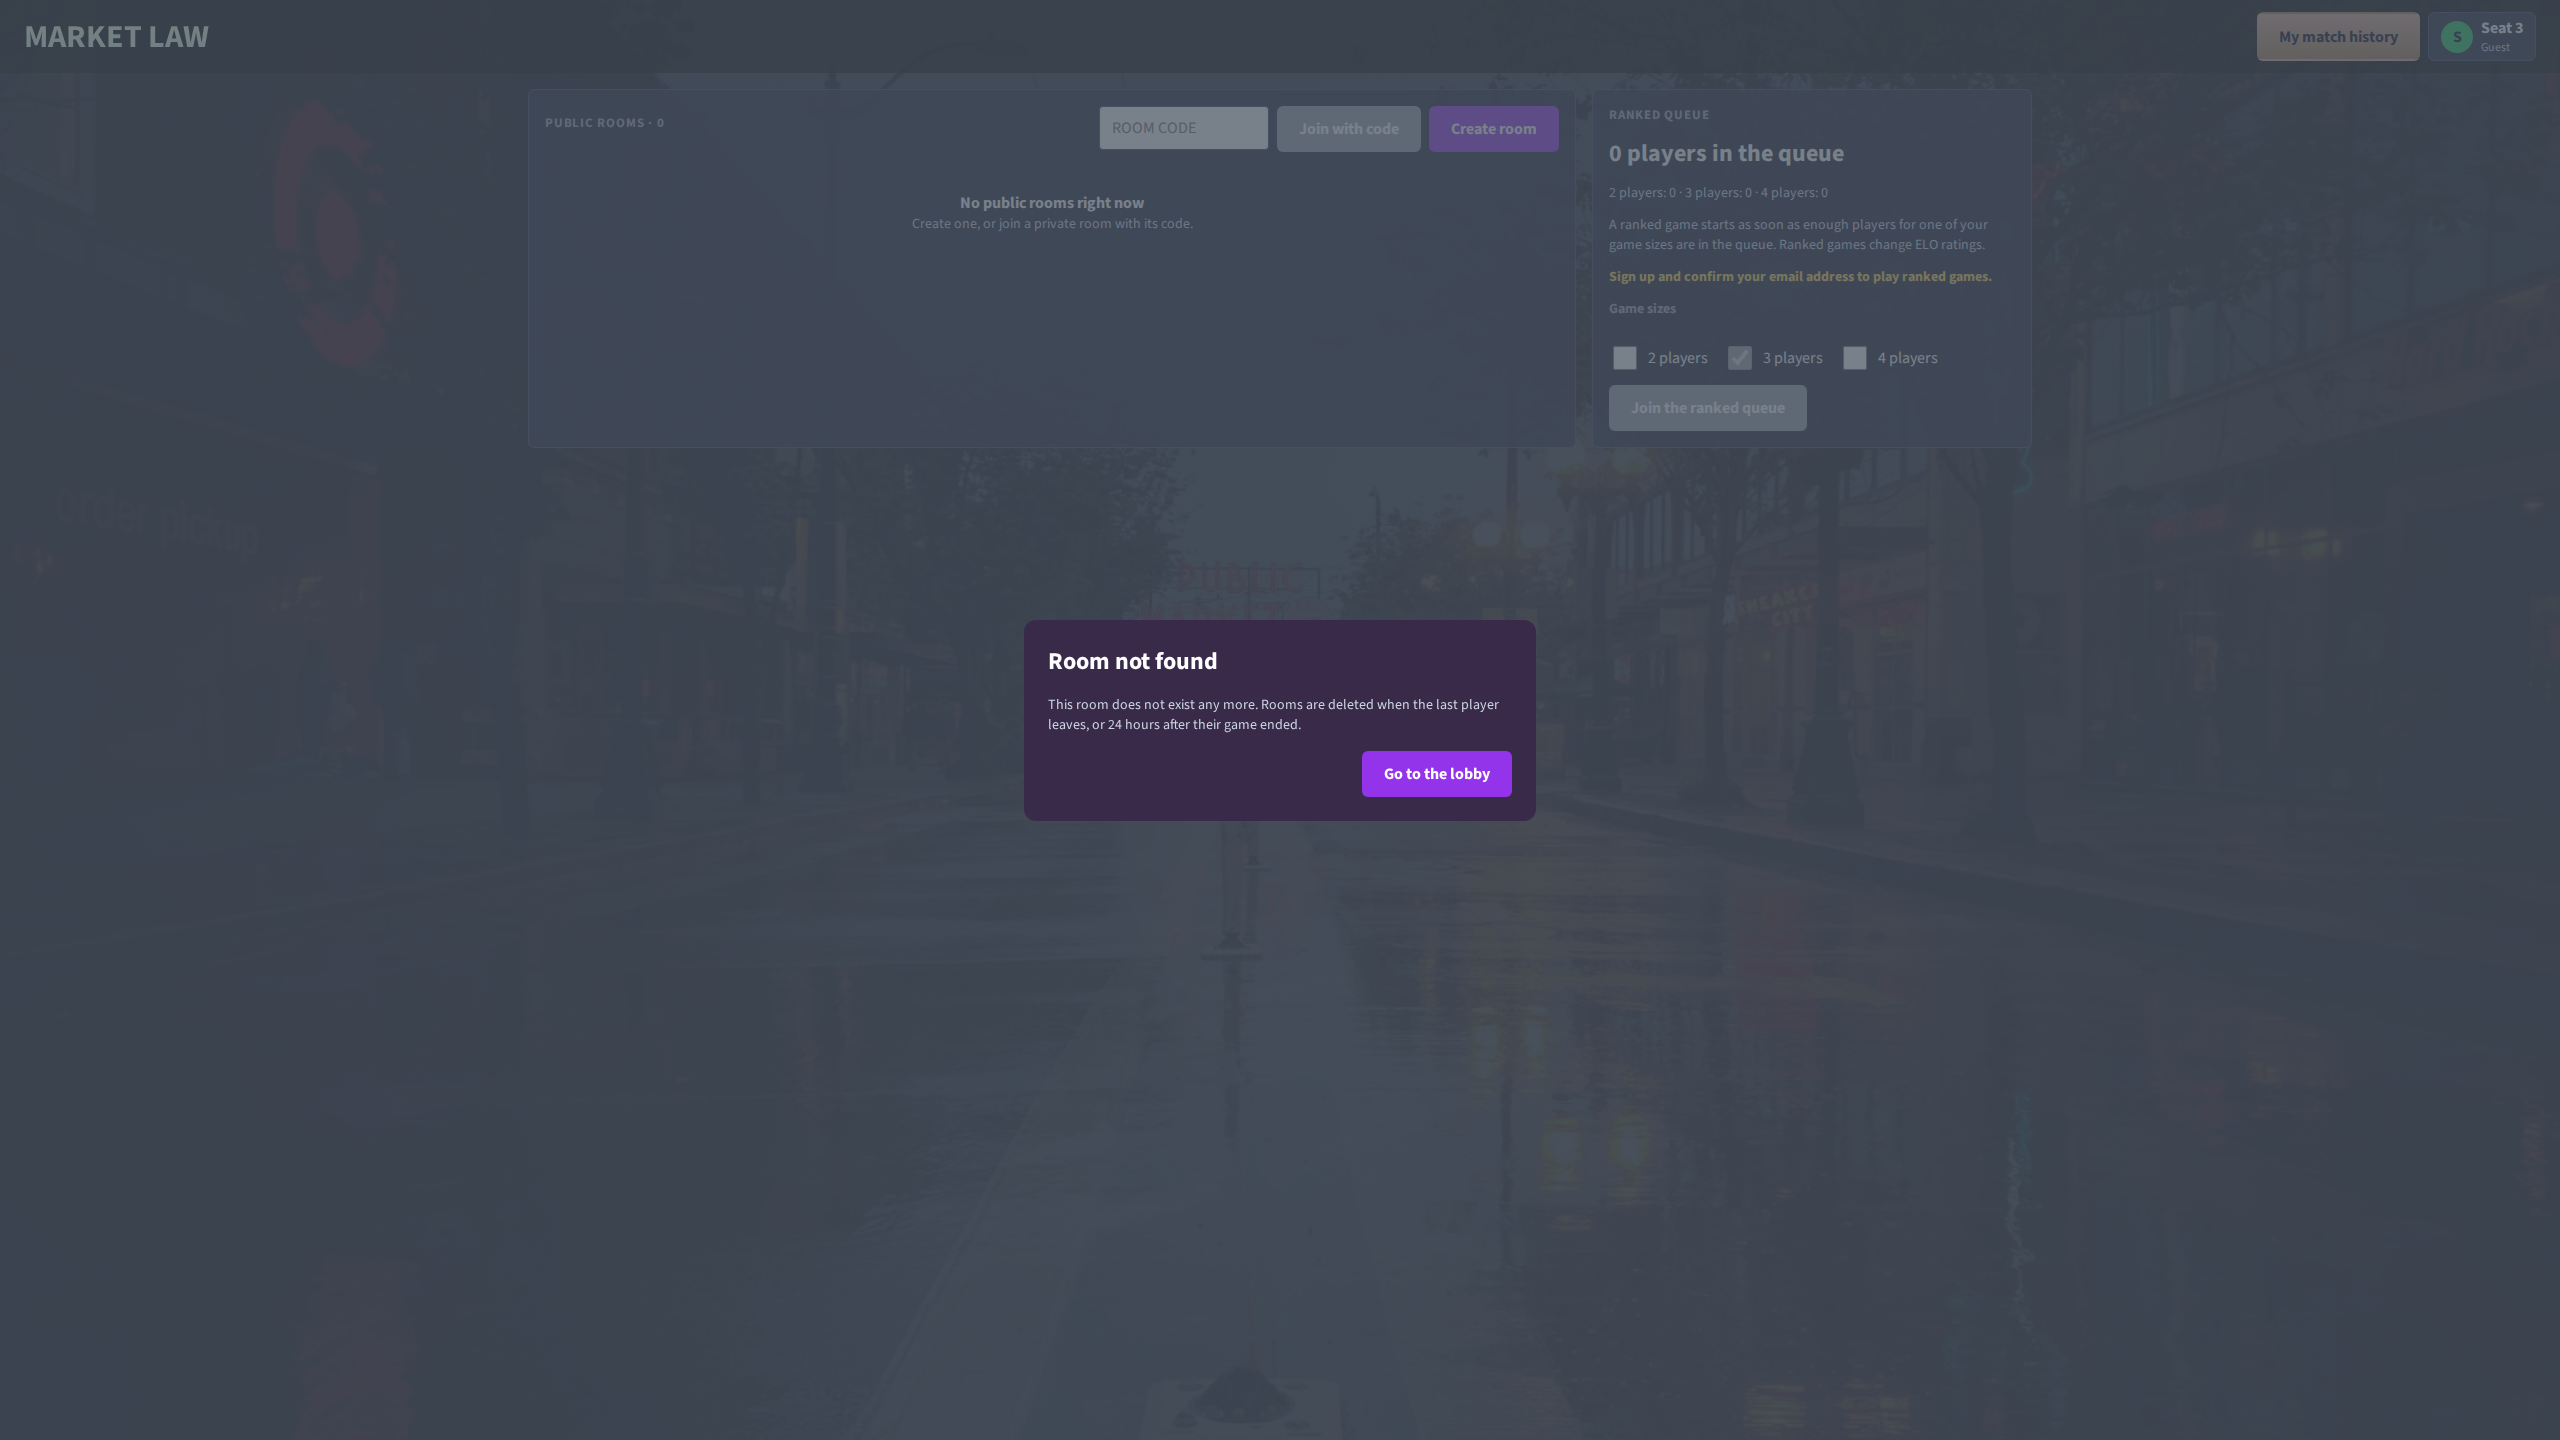 MARKET LAW
My match history
S
Seat 3
Guest
PUBLIC ROOMS · 0
ROOM CODE
Join with code
Create room
No public rooms right now
Create one, or join a private room with its code.
RANKED QUEUE
0 players in the queue
2 players: 0 · 3 players: 0 · 4 players: 0
A ranked game starts as soon as enough players for one of your
game sizes are in the queue. Ranked games change ELO ratings.
Sign up and confirm your email address to play ranked games.
Game sizes
2 players
3 players
4 players
Join the ranked queue
order pickup
PUBLIC
SNEAKER
CITY
Room not found
This room does not exist any more. Rooms are deleted when the last player
leaves, or 24 hours after their game ended.
Go to the lobby